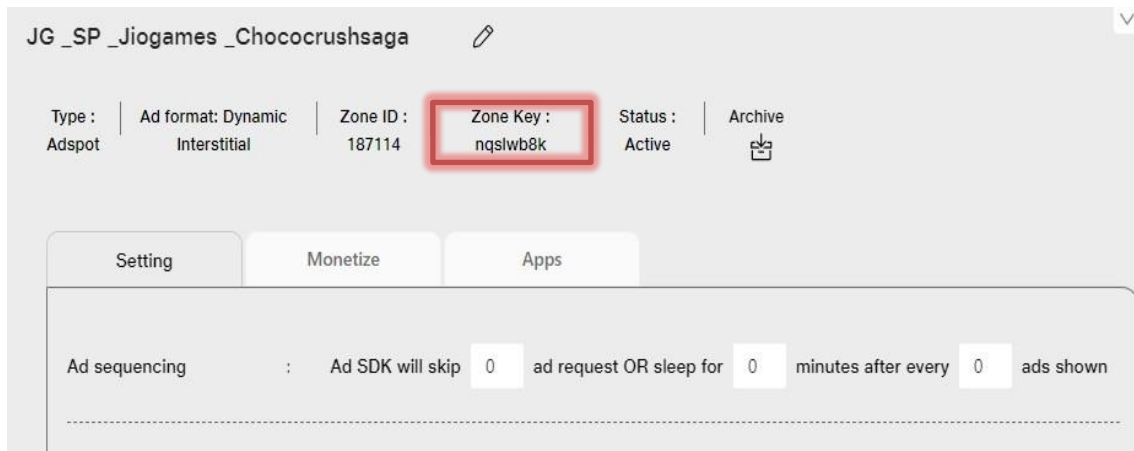 JG _SP _Jiogames _Chococrushsaga
Type : Ad format: Dynamic Zone ID : Zone Key : Status : Archive
Adspot Interstitial 187114 nqslwb8k Active
Setting Monetize Apps
Ad sequencing : Ad SDK will skip 0 ad request OR sleep for 0 minutes after every 0 ads shown